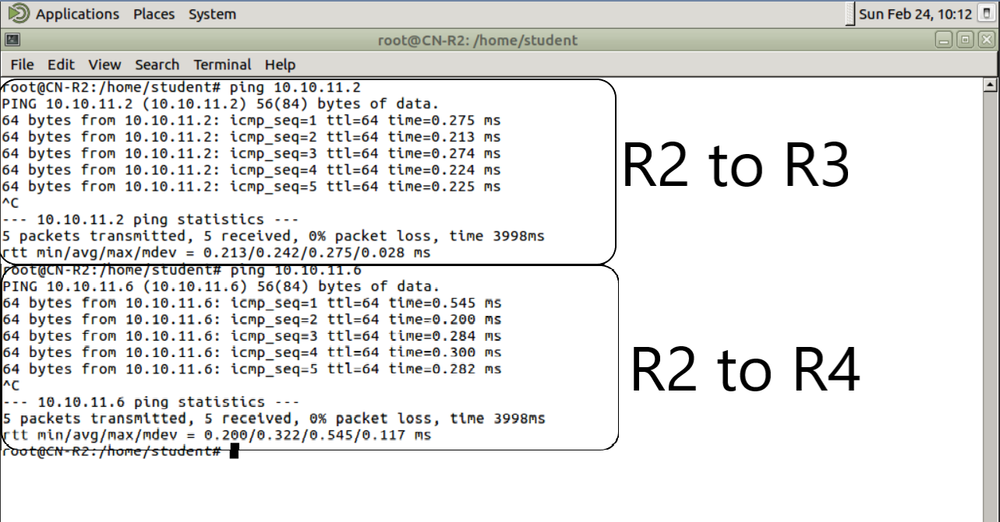 Applications Places System Sun Feb 24, 10:12
root@CN-R2: /home/student
File Edit View Search Terminal Help
root@CN-R2:/home/student# ping 10.10.11.2
PING 10.10.11.2 (10.10.11.2) 56(84) bytes of data.
64 bytes from 10.10.11.2: icmp_seq=1 ttl=64 time=0.275 ms
64 bytes from 10.10.11.2: icmp_seq=2 ttl=64 time=0.213 ms
64 bytes from 10.10.11.2: icmp_seq=3 ttl=64 time=0.274 ms
64 bytes from 10.10.11.2: icmp_seq=4 ttl=64 time=0.224 ms
64 bytes from 10.10.11.2: icmp_seq=5 ttl=64 time=0.225 ms
^C
--- 10.10.11.2 ping statistics ---
5 packets transmitted, 5 received, 0% packet loss, time 3998ms
rtt min/avg/max/mdev = 0.213/0.242/0.275/0.028 ms
R2 to R3
root@CN-R2:/home/student# ping 10.10.11.6
PING 10.10.11.6 (10.10.11.6) 56(84) bytes of data.
64 bytes from 10.10.11.6: icmp_seq=1 ttl=64 time=0.545 ms
64 bytes from 10.10.11.6: icmp_seq=2 ttl=64 time=0.200 ms
64 bytes from 10.10.11.6: icmp_seq=3 ttl=64 time=0.284 ms
64 bytes from 10.10.11.6: icmp_seq=4 ttl=64 time=0.300 ms
64 bytes from 10.10.11.6: icmp_seq=5 ttl=64 time=0.282 ms
^C
--- 10.10.11.6 ping statistics ---
5 packets transmitted, 5 received, 0% packet loss, time 3998ms
rtt min/avg/max/mdev = 0.200/0.322/0.545/0.117 ms
R2 to R4
root@CN-R2:/home/student#